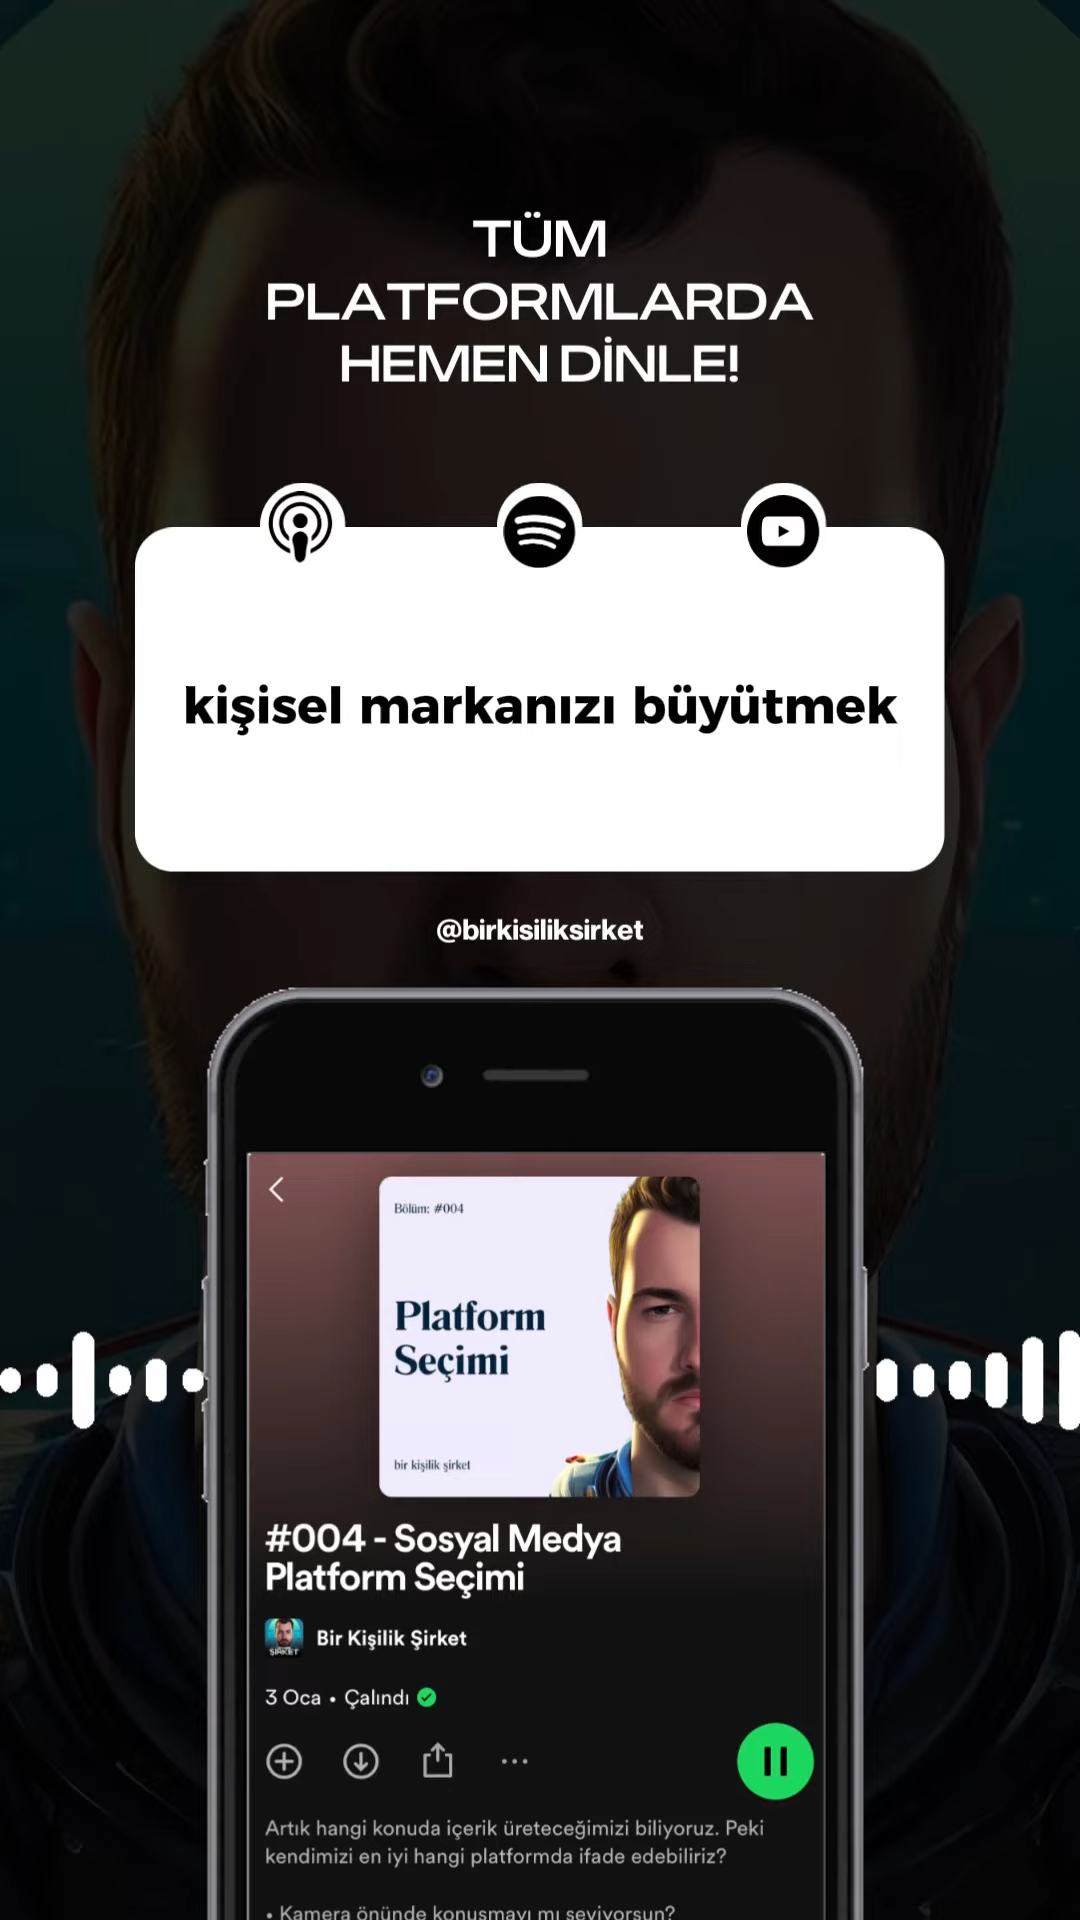 TÜM
PLATFORMLARDA
HEMEN DİNLE!
kişisel markanızı büyütmek
@birkisiliksirket
Bölüm: #004
Platform
Seçimi
bir kişilik şirket
#004 - Sosyal Medya
Platform Seçimi
ŞİRKET
Bir Kişilik Şirket
3 Oca • Çalındı
Artık hangi konuda içerik üreteceğimizi biliyoruz. Peki
kendimizi en iyi hangi platformda ifade edebiliriz?
• Kamera önünde konuşmayı mı seviyorsun?